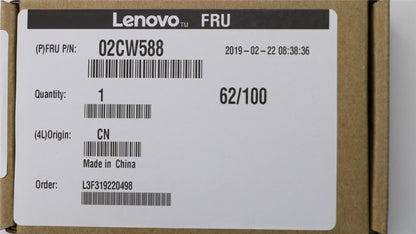 Lenovo™ FRU
(P)FRU P/N: 02CW588 2019-02-22 08:38:36
Quantity: 1 62/100
(4L)Origin: CN
Made in China
Order: L3F319220498